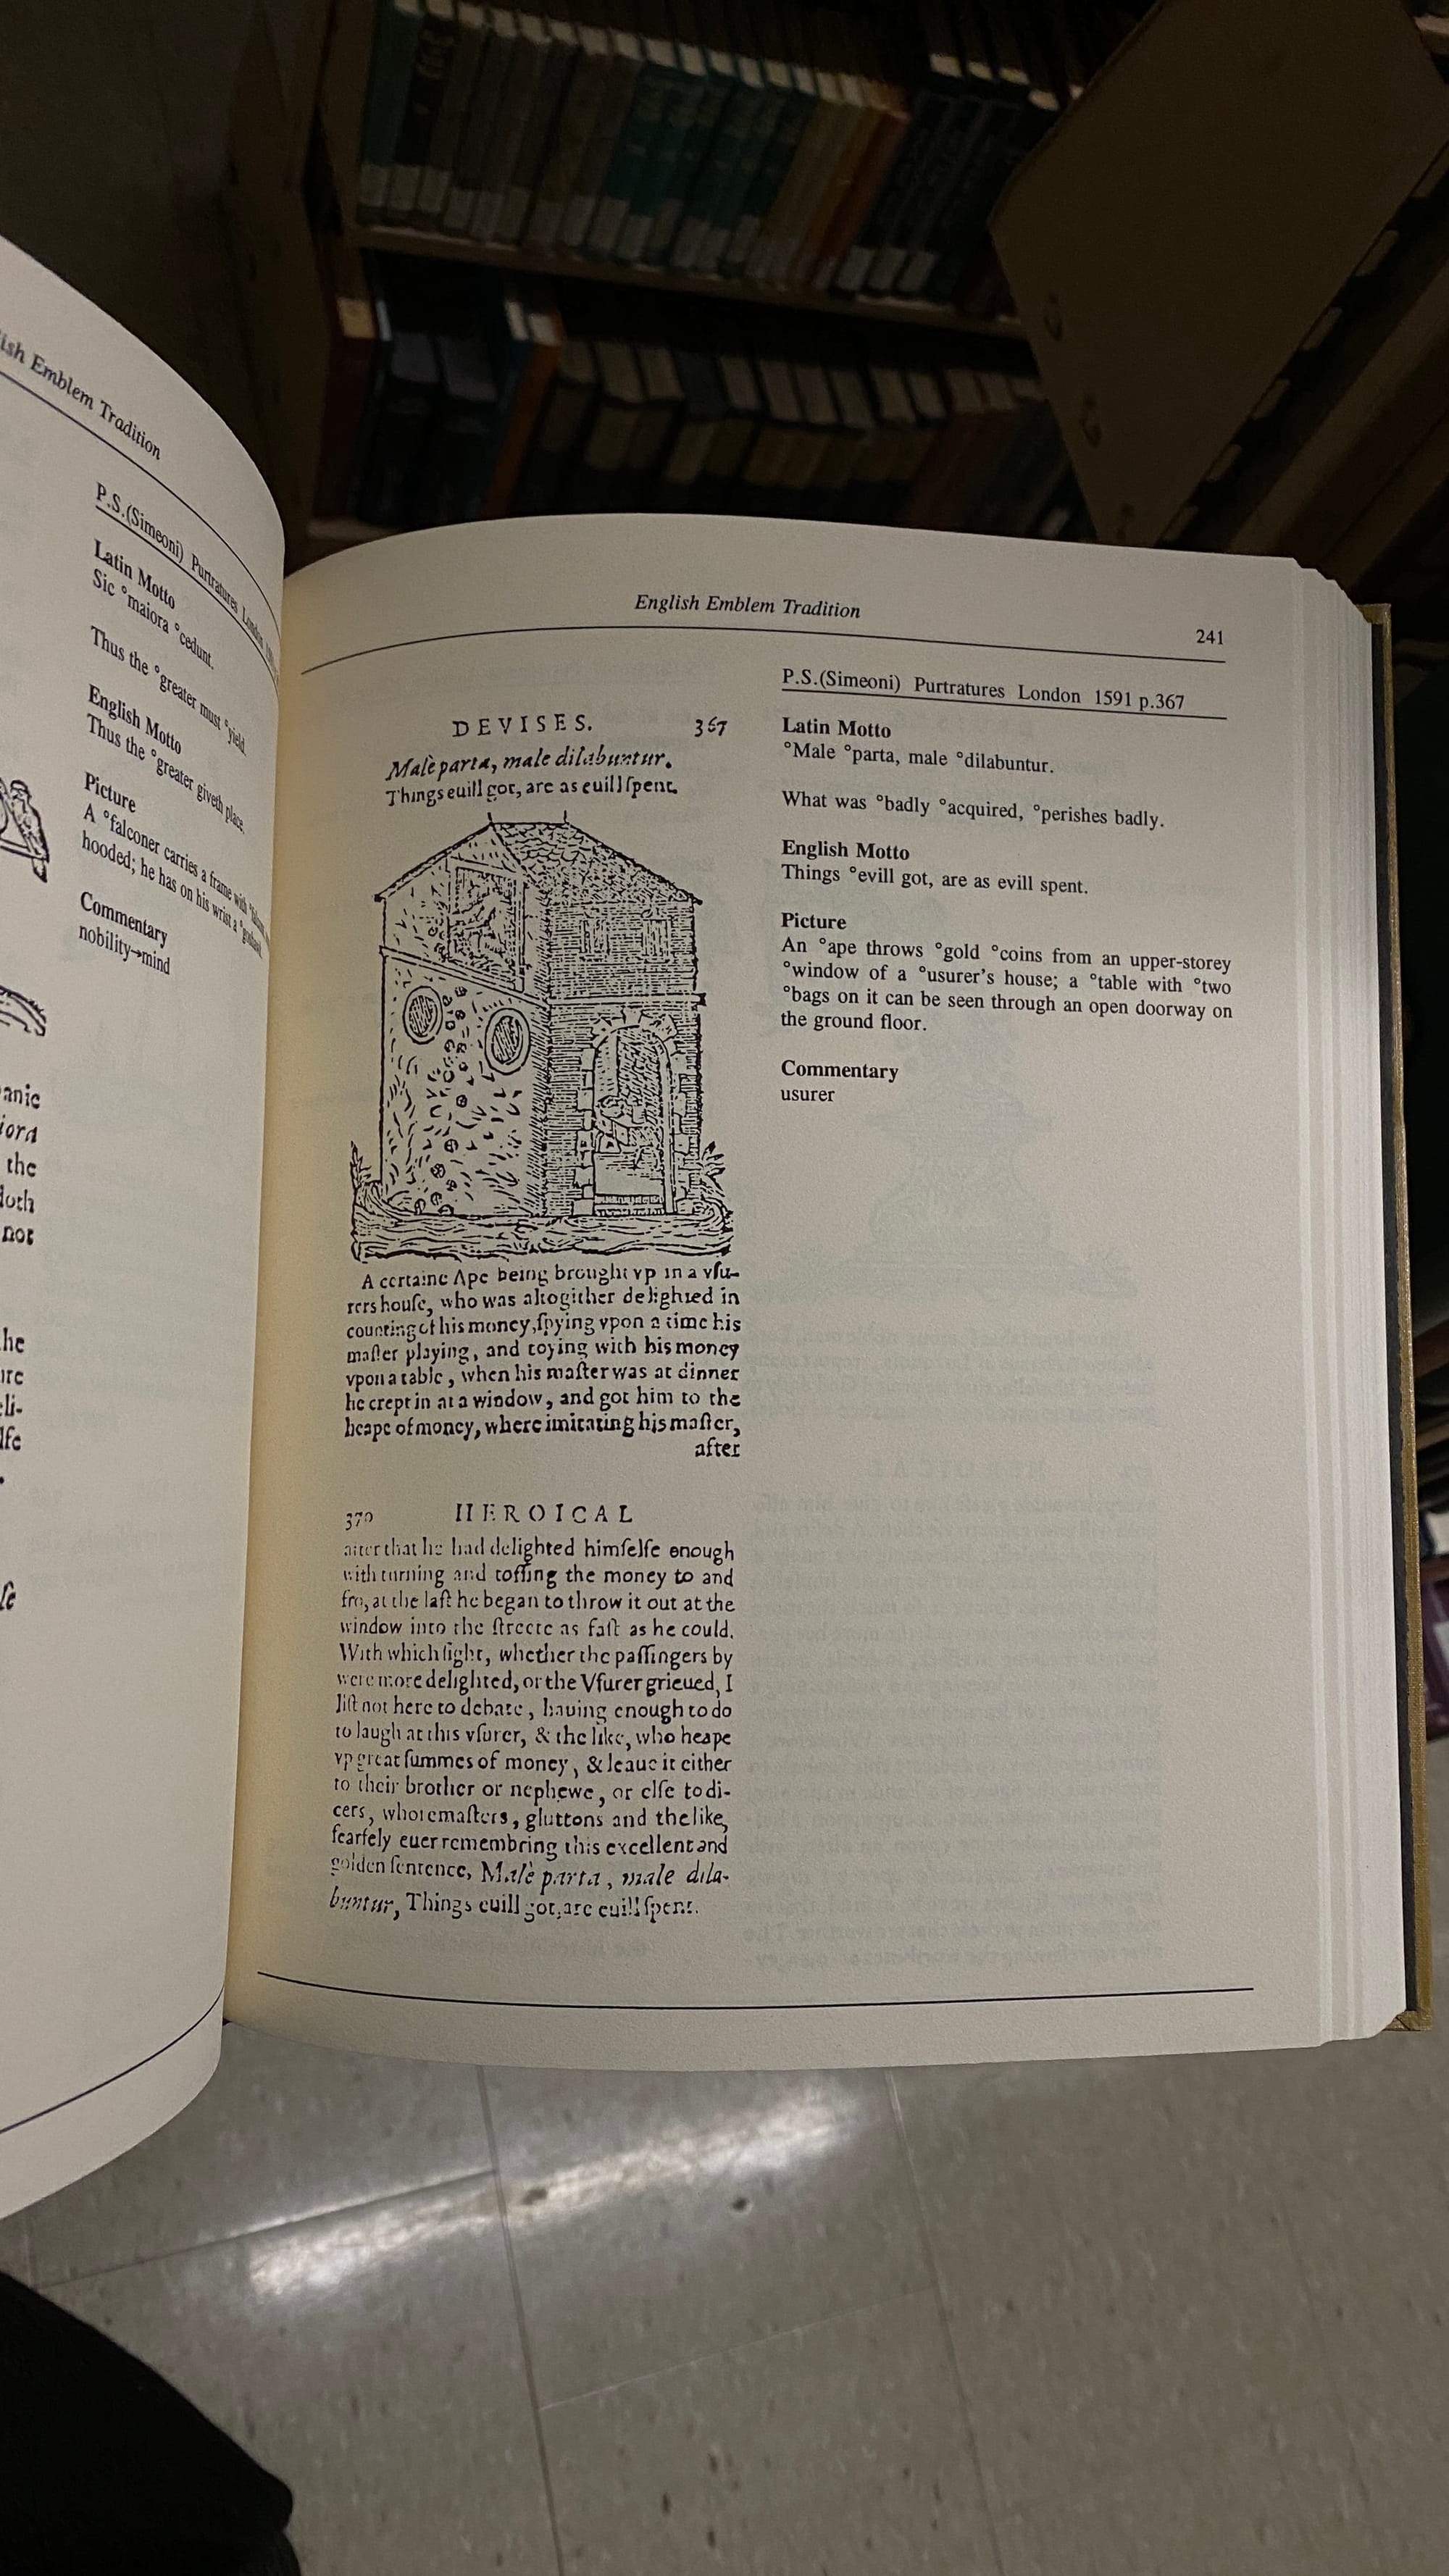 ish Emblem Tradition
P.S.(Simeoni) Purtratures London
Latin Motto
Sic °maiora °cedunt.
Thus the °greater must °yield.
English Motto
Thus the °greater giveth place.
Picture
A °falconer carries a frame with
hooded; he has on his wrist a
Commentary
nobility→mind
anic
iord
the
doth
not
he
ure
eli-
lſe
ſe
English Emblem Tradition
241
DEVISES. 367
Malè parta, male dilabuntur.
Things euill got, are as euill ſpent.
A certaine Ape being brought vp in a vſu-
rers houſe, who was altogither delighted in
counting of his money, ſpying vpon a time his
maſter playing, and toying with his money
vpon a table, when his maſter was at dinner
he crept in at a window, and got him to the
heape of money, where imitating his maſter,
after
370 HEROICAL
after that he had delighted himſelfe enough
with turning and toſſing the money to and
fro, at the laſt he began to throw it out at the
window into the ſtreete as faſt as he could.
With which ſight, whether the paſſingers by
were more delighted, or the Vſurer grieued, I
liſt not here to debate, hauing enough to do
to laugh at this vſurer, & the like, who heape
vp great ſummes of money, & leaue it either
to their brother or nephewe, or elſe to di-
cers, whoremaſters, gluttons and the like,
ſearſely euer remembring this excellent and
golden ſentence, Malè parta, male dila-
buntur, Things euill got, are euill ſpent.
P.S.(Simeoni) Purtratures London 1591 p.367
Latin Motto
°Male °parta, male °dilabuntur.
What was °badly °acquired, °perishes badly.
English Motto
Things °evill got, are as evill spent.
Picture
An °ape throws °gold °coins from an upper-storey
°window of a °usurer's house; a °table with °two
°bags on it can be seen through an open doorway on
the ground floor.
Commentary
usurer